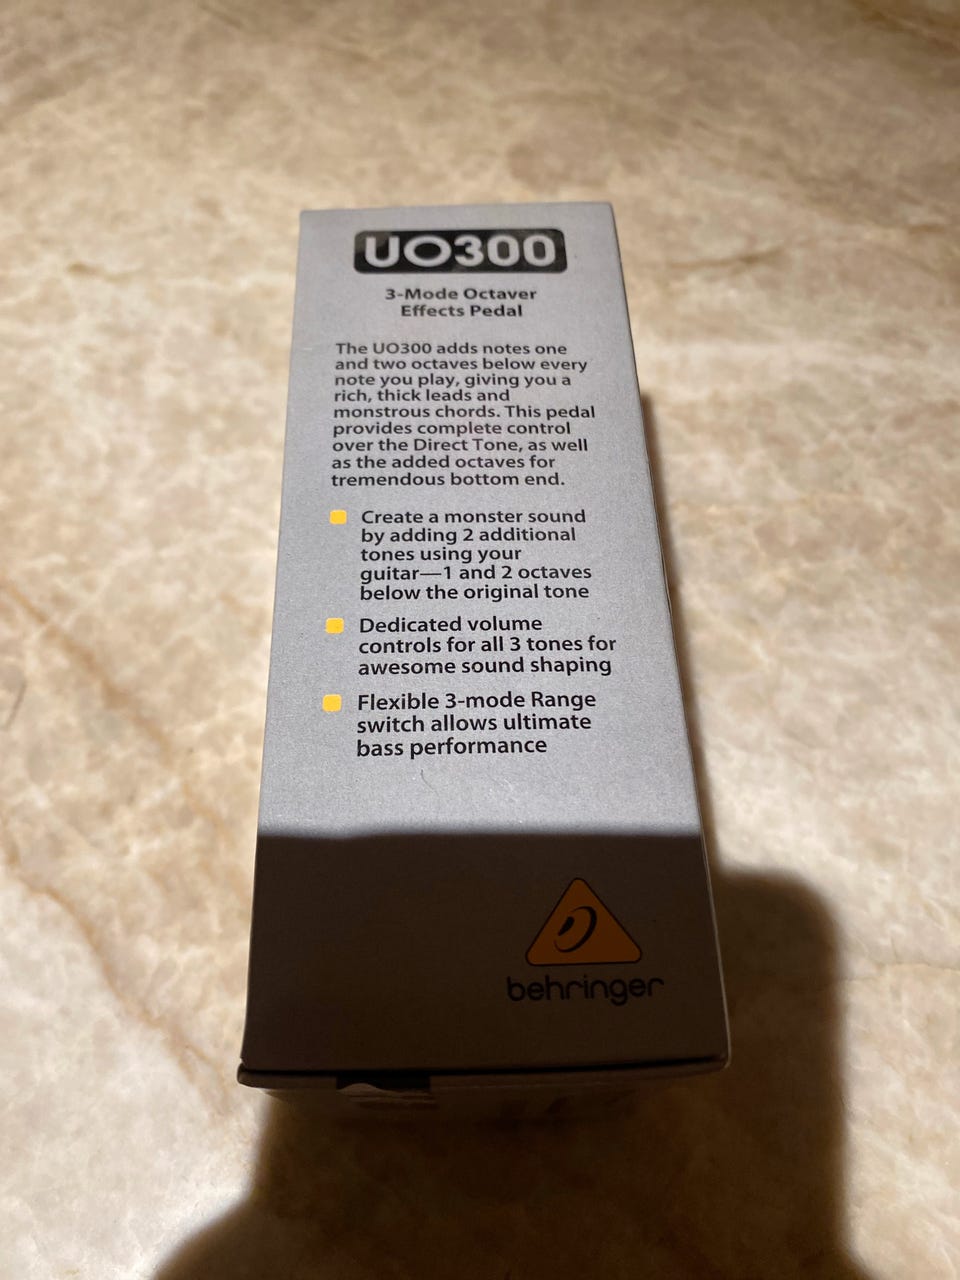 UO300
3-Mode Octaver
Effects Pedal
The UO300 adds notes one
and two octaves below every
note you play, giving you a
rich, thick leads and
monstrous chords. This pedal
provides complete control
over the Direct Tone, as well
as the added octaves for
tremendous bottom end.
Create a monster sound
by adding 2 additional
tones using your
guitar—1 and 2 octaves
below the original tone
Dedicated volume
controls for all 3 tones for
awesome sound shaping
Flexible 3-mode Range
switch allows ultimate
bass performance
behringer